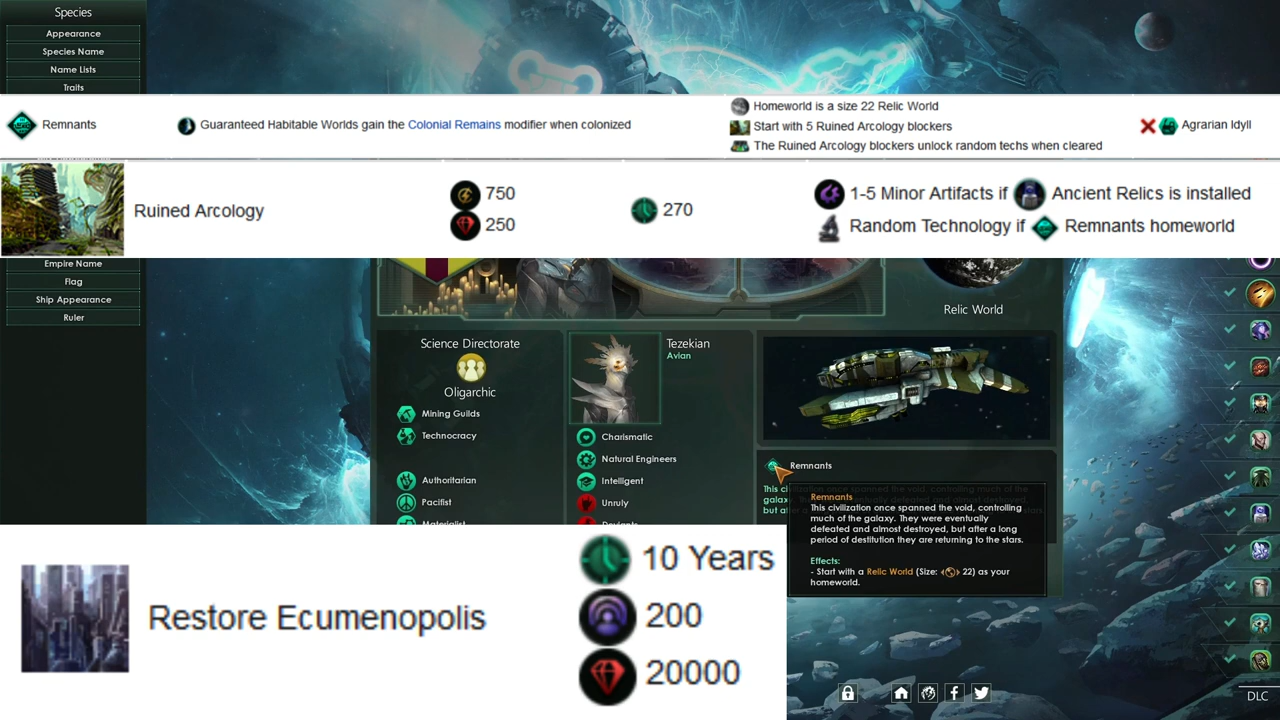 Species
Appearance
Species Name
Name Lists
Traits
Remnants
Guaranteed Habitable Worlds gain the Colonial Remains modifier when colonized
Homeworld is a size 22 Relic World
Start with 5 Ruined Arcology blockers
The Ruined Arcology blockers unlock random techs when cleared
Agrarian Idyll
Ruined Arcology
750
250
270
1-5 Minor Artifacts if Ancient Relics is installed
Random Technology if Remnants homeworld
Empire Name
Flag
Ship Appearance
Ruler
Relic World
Science Directorate
Oligarchic
Mining Guilds
Technocracy
Authoritarian
Pacifist
Materialist
Tezekian
Avian
Charismatic
Natural Engineers
Intelligent
Unruly
Deviants
Remnants
Remnants
This civilization once spanned the void, controlling
much of the galaxy. They were eventually
defeated and almost destroyed, but after a long
period of destitution they are returning to the stars.
Effects:
- Start with a Relic World (Size: 22) as your
homeworld.
Restore Ecumenopolis
10 Years
200
20000
DLC